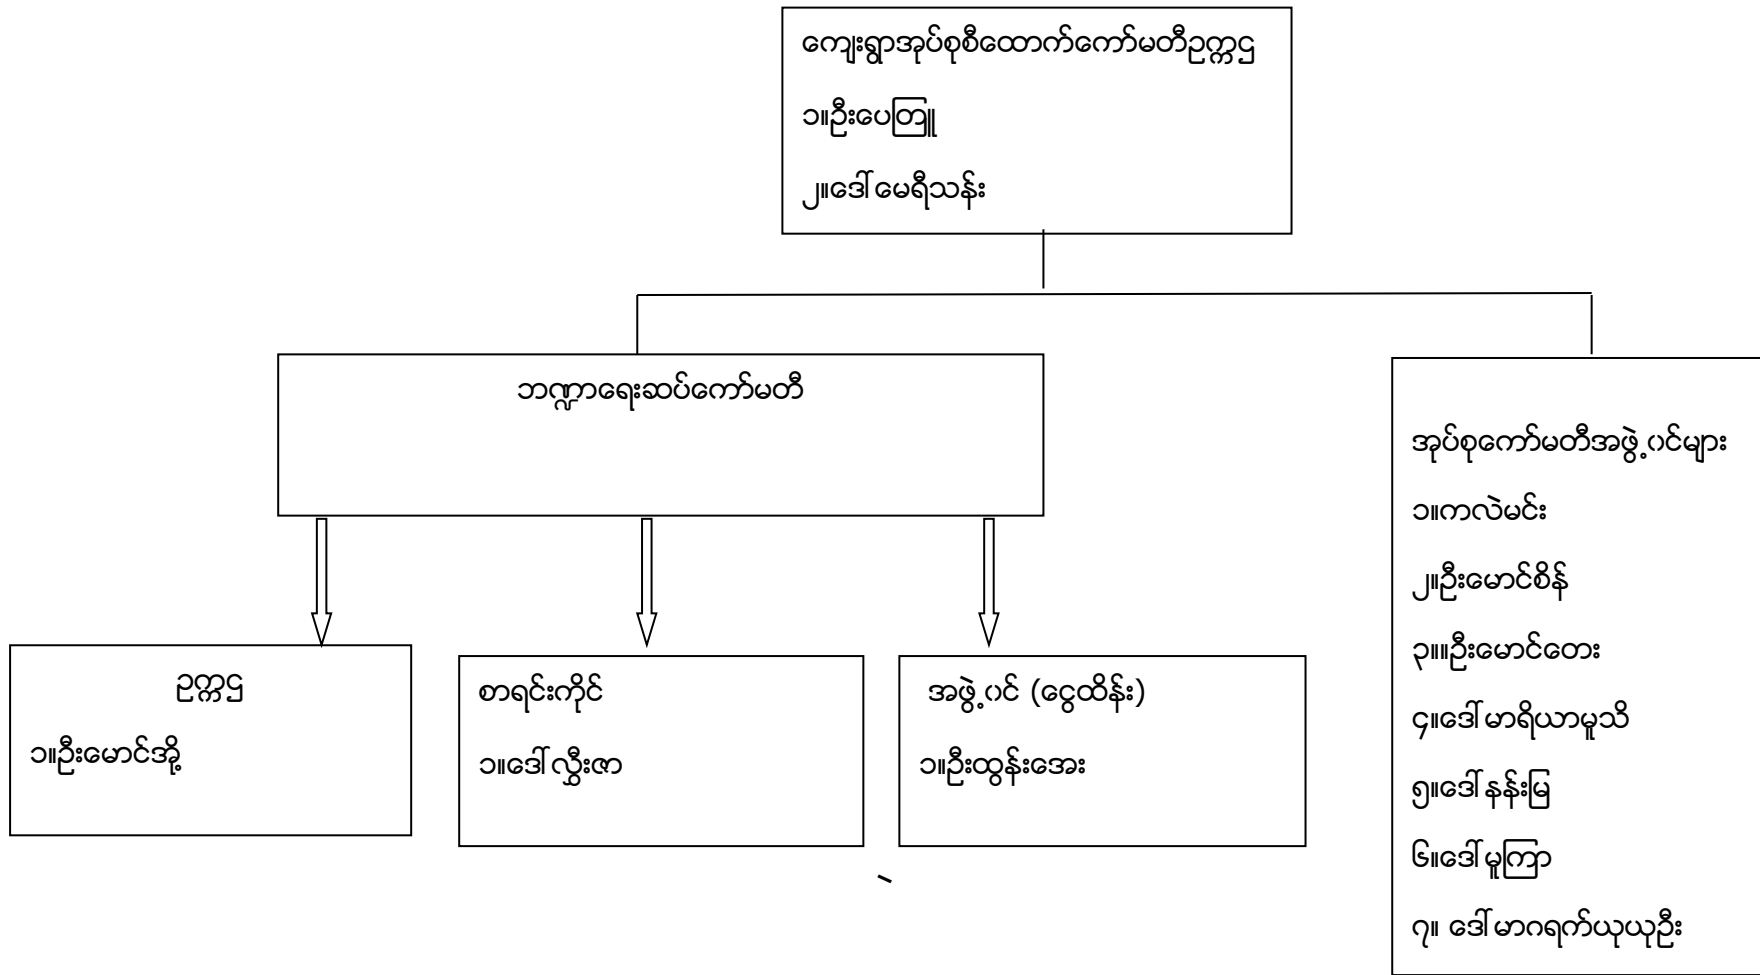 ကျေးရွာအုပ်စုစီထောက်ကော်မတီဥက္ကဌ
၁။ဦးပေတြူ
၂။ဒေါ်မေရီသန်း
ဘဏ္ဍာရေးဆပ်ကော်မတီ
ဥက္ကဌ
၁။ဦးမောင်အို့
စာရင်းကိုင်
၁။ဒေါ်လွှီးဇာ
အဖွဲ့ဝင် (ငွေထိန်း)
၁။ဦးထွန်းအေး
အုပ်စုကော်မတီအဖွဲ့ဝင်များ
၁။ကလဲမင်း
၂။ဦးမောင်စိန်
၃။။ဦးမောင်တေး
၄။ဒေါ်မာရိယာမူသိ
၅။ဒေါ်နန်းမြ
၆။ဒေါ်မူကြာ
၇။ ဒေါ်မာဂရက်ယုယုဦး